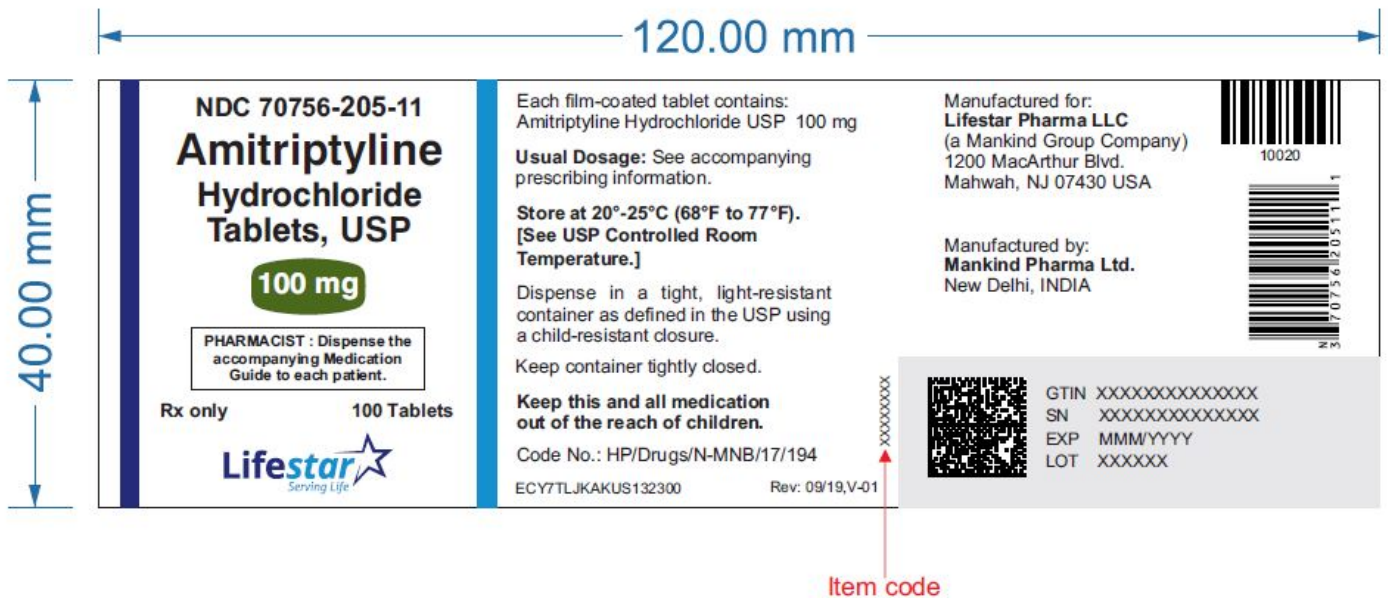 120.00 mm
40.00 mm
NDC 70756-205-11
Amitriptyline
Hydrochloride
Tablets, USP
100 mg
PHARMACIST : Dispense the
accompanying Medication
Guide to each patient.
Rx only 100 Tablets
Lifestar
Serving Life
Each film-coated tablet contains:
Amitriptyline Hydrochloride USP 100 mg
Usual Dosage: See accompanying
prescribing information.
Store at 20°-25°C (68°F to 77°F).
[See USP Controlled Room
Temperature.]
Dispense in a tight, light-resistant
container as defined in the USP using
a child-resistant closure.
Keep container tightly closed.
Keep this and all medication
out of the reach of children.
Code No.: HP/Drugs/N-MNB/17/194
ECY7TLJKAKUS132300 Rev: 09/19,V-01
XXXXXXXXX
Item code
Manufactured for:
Lifestar Pharma LLC
(a Mankind Group Company)
1200 MacArthur Blvd.
Mahwah, NJ 07430 USA
Manufactured by:
Mankind Pharma Ltd.
New Delhi, INDIA
10020
N 3 70756 20511 1
GTIN XXXXXXXXXXXXXX
SN XXXXXXXXXXXXXX
EXP MMM/YYYY
LOT XXXXXX